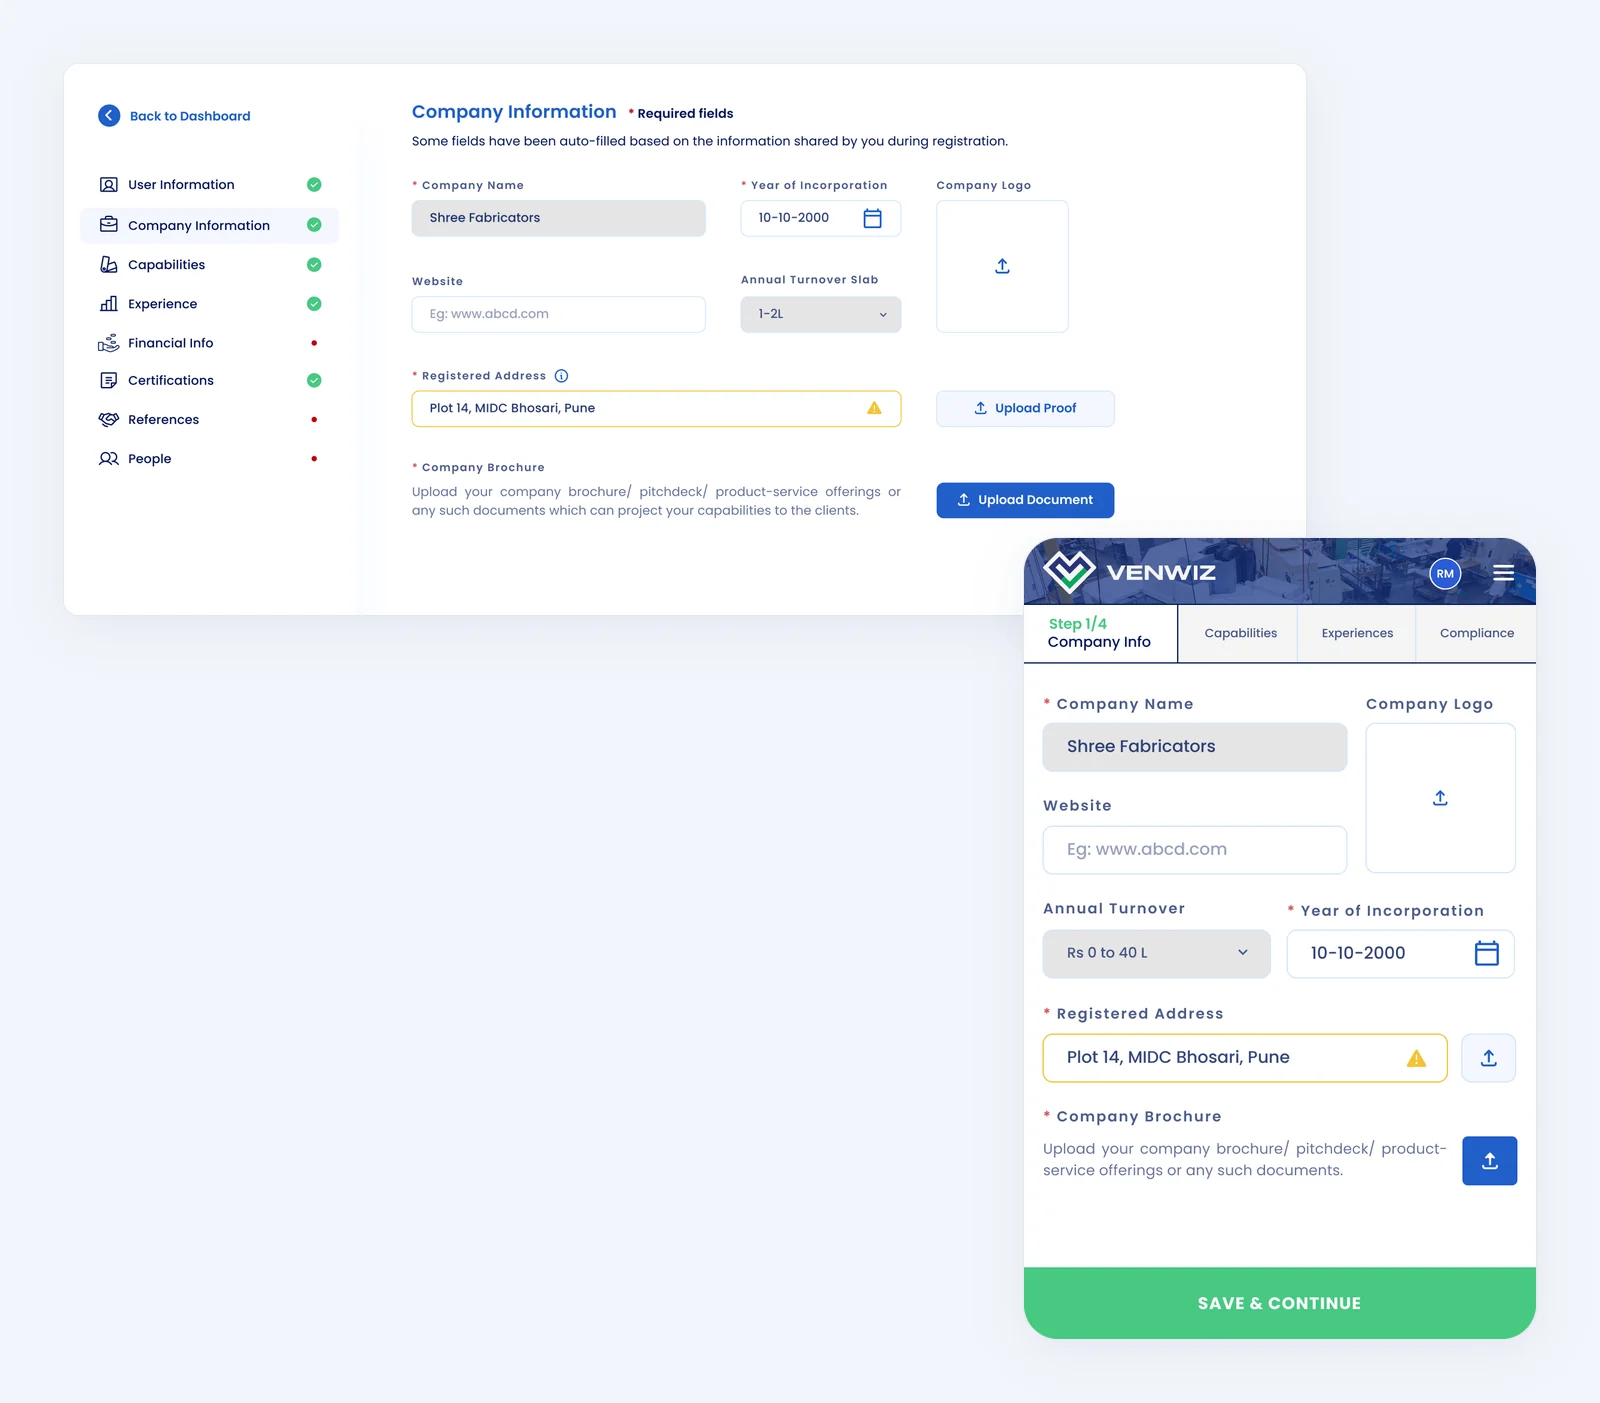 Back to Dashboard
User Information
Company Information
Capabilities
Experience
Financial Info
Certifications
References
People
Company Information * Required fields
Some fields have been auto-filled based on the information shared by you during registration.
* Company Name
Shree Fabricators
* Year of Incorporation
10-10-2000
Company Logo
Website
Eg: www.abcd.com
Annual Turnover Slab
1-2L
* Registered Address
Plot 14, MIDC Bhosari, Pune
Upload Proof
* Company Brochure
Upload your company brochure/ pitchdeck/ product-service offerings or
any such documents which can project your capabilities to the clients.
Upload Document
VENWIZ
RM
Step 1/4
Company Info
Capabilities
Experiences
Compliance
* Company Name
Shree Fabricators
Company Logo
Website
Eg: www.abcd.com
Annual Turnover
Rs 0 to 40 L
* Year of Incorporation
10-10-2000
* Registered Address
Plot 14, MIDC Bhosari, Pune
* Company Brochure
Upload your company brochure/ pitchdeck/ product-
service offerings or any such documents.
SAVE & CONTINUE